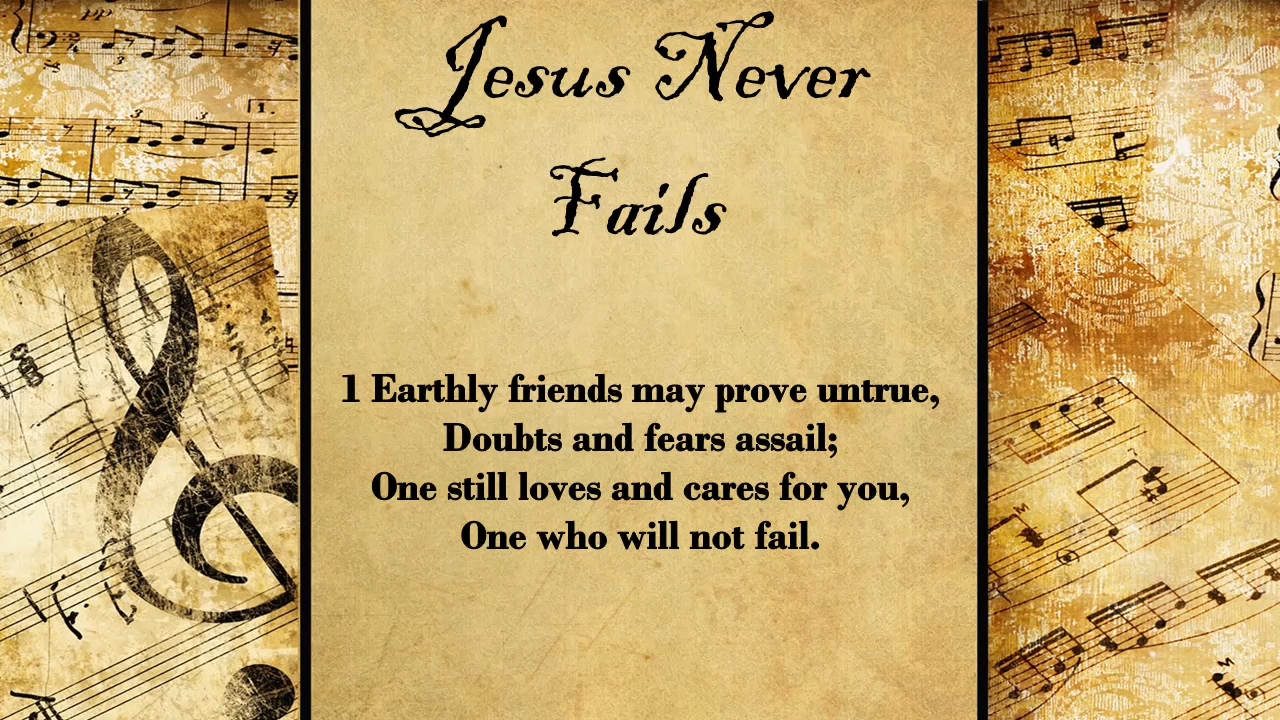 Jesus Never
Fails
1 Earthly friends may prove untrue,
Doubts and fears assail;
One still loves and cares for you,
One who will not fail.